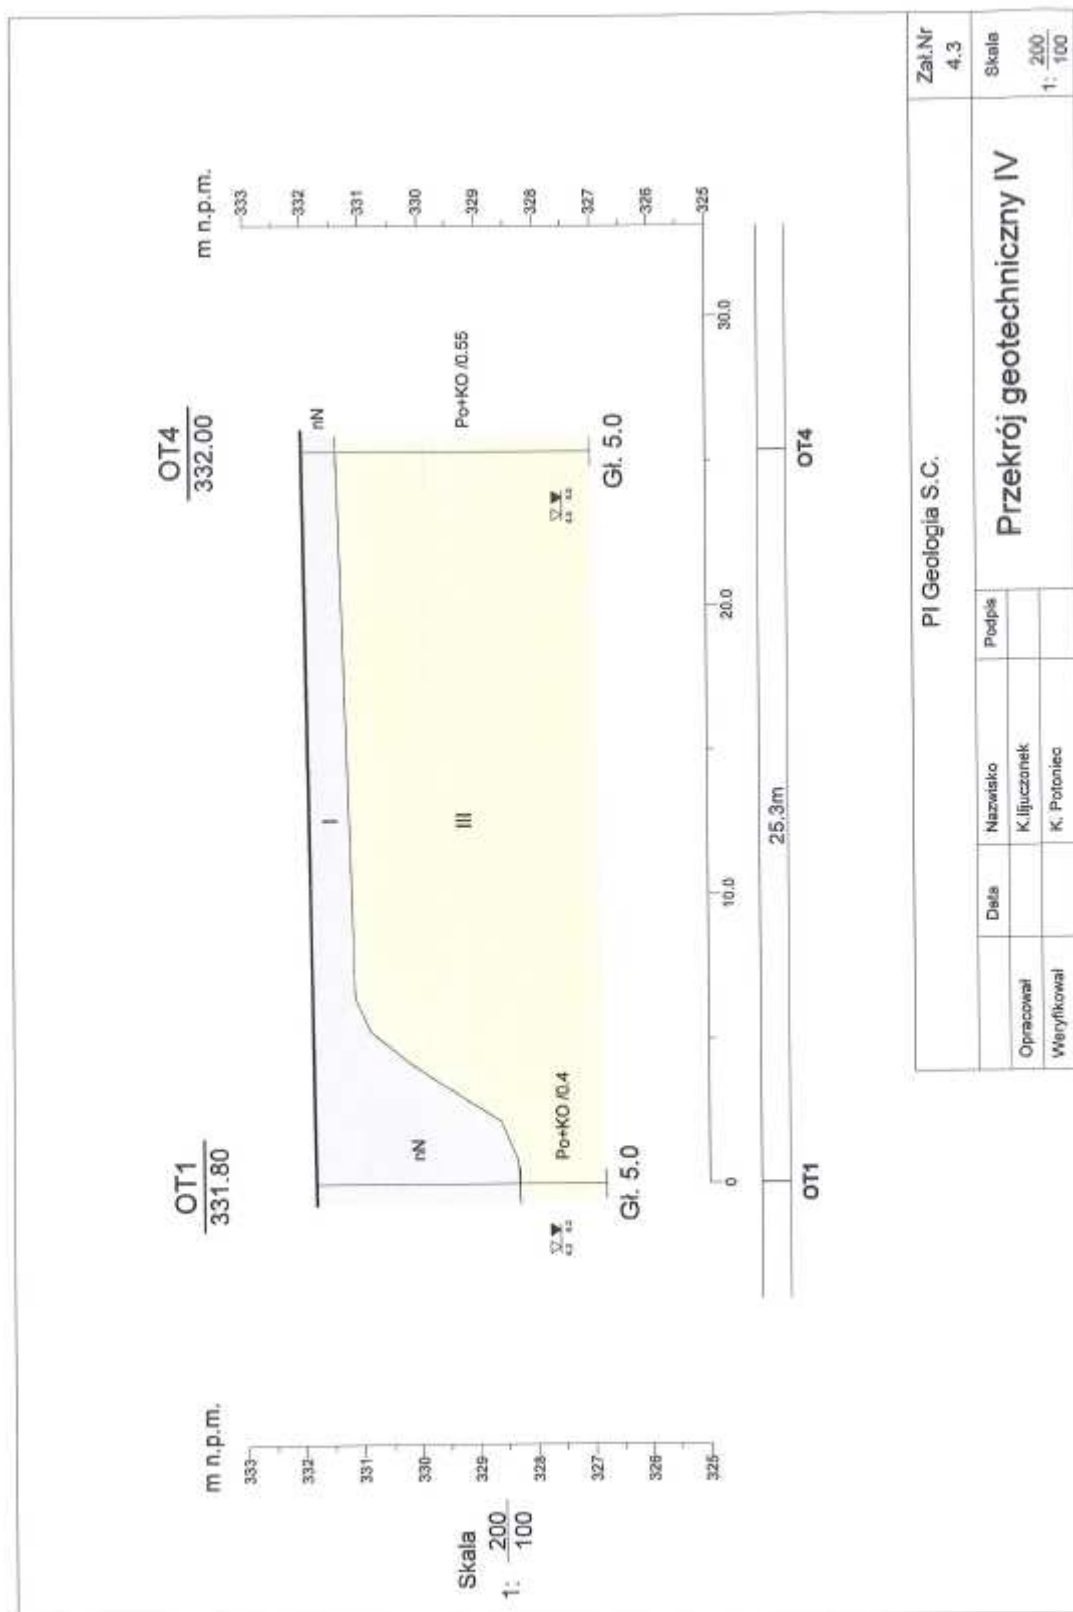 OT1
331.80
OT4
332.00
m n.p.m.
333
332
331
330
329
328
327
326
325
m n.p.m.
333
332
331
330
329
328
327
326
325
Skala
1: 200
100
nN
I
nN
III
Po+KO /0.4
Po+KO /0.55
Gł. 5.0
Gł. 5.0
0
10.0
20.0
30.0
25.3m
OT1
OT4
PI Geologia S.C.
Zał.Nr
4.3
Data
Nazwisko
Podpis
Przekrój geotechniczny IV
Skala
1: 200
100
Opracował
Weryfikował
K. Potoniec